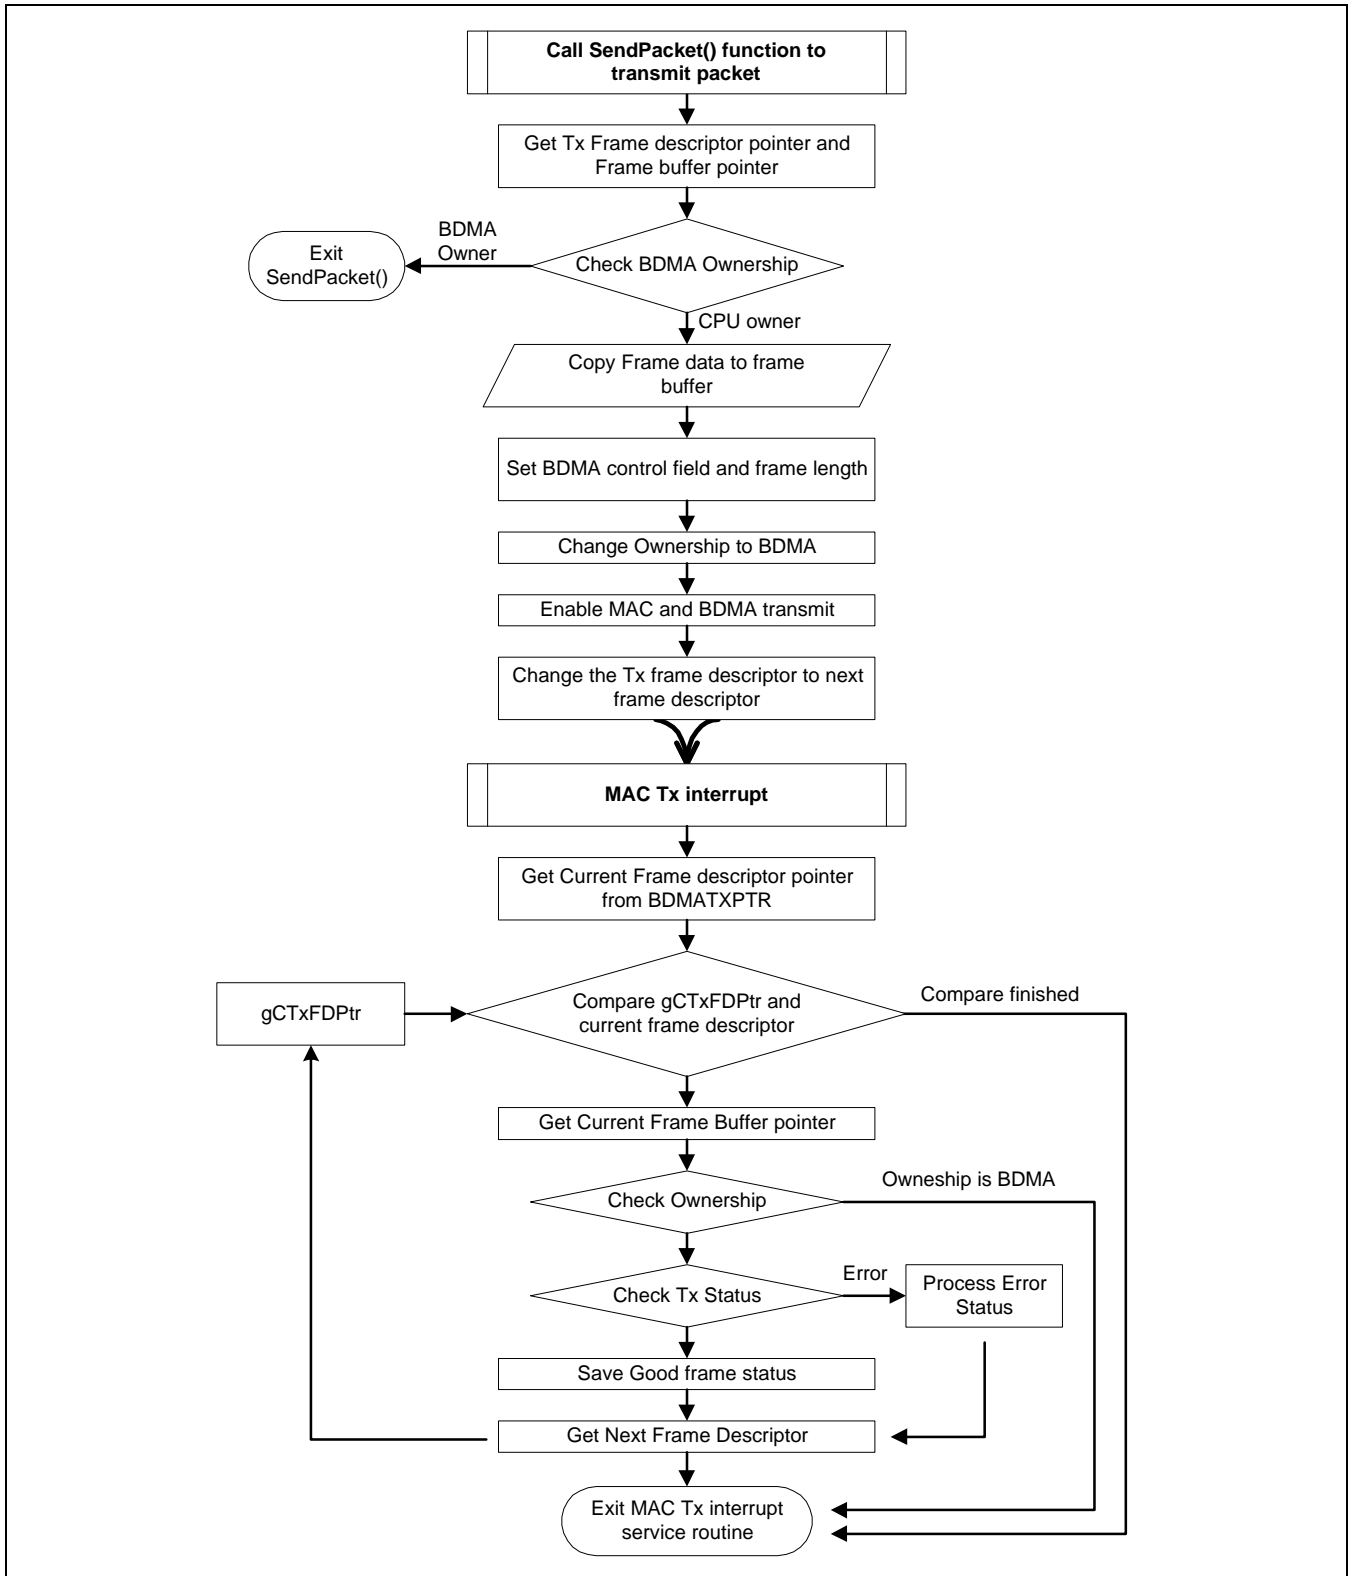 Call SendPacket() function to
transmit packet
Get Tx Frame descriptor pointer and
Frame buffer pointer
BDMA
Owner
Exit
SendPacket()
Check BDMA Ownership
CPU owner
Copy Frame data to frame
buffer
Set BDMA control field and frame length
Change Ownership to BDMA
Enable MAC and BDMA transmit
Change the Tx frame descriptor to next
frame descriptor
MAC Tx interrupt
Get Current Frame descriptor pointer
from BDMATXPTR
gCTxFDPtr
Compare gCTxFDPtr and
current frame descriptor
Compare finished
Get Current Frame Buffer pointer
Check Ownership
Owneship is BDMA
Check Tx Status
Error
Process Error
Status
Save Good frame status
Get Next Frame Descriptor
Exit MAC Tx interrupt
service routine